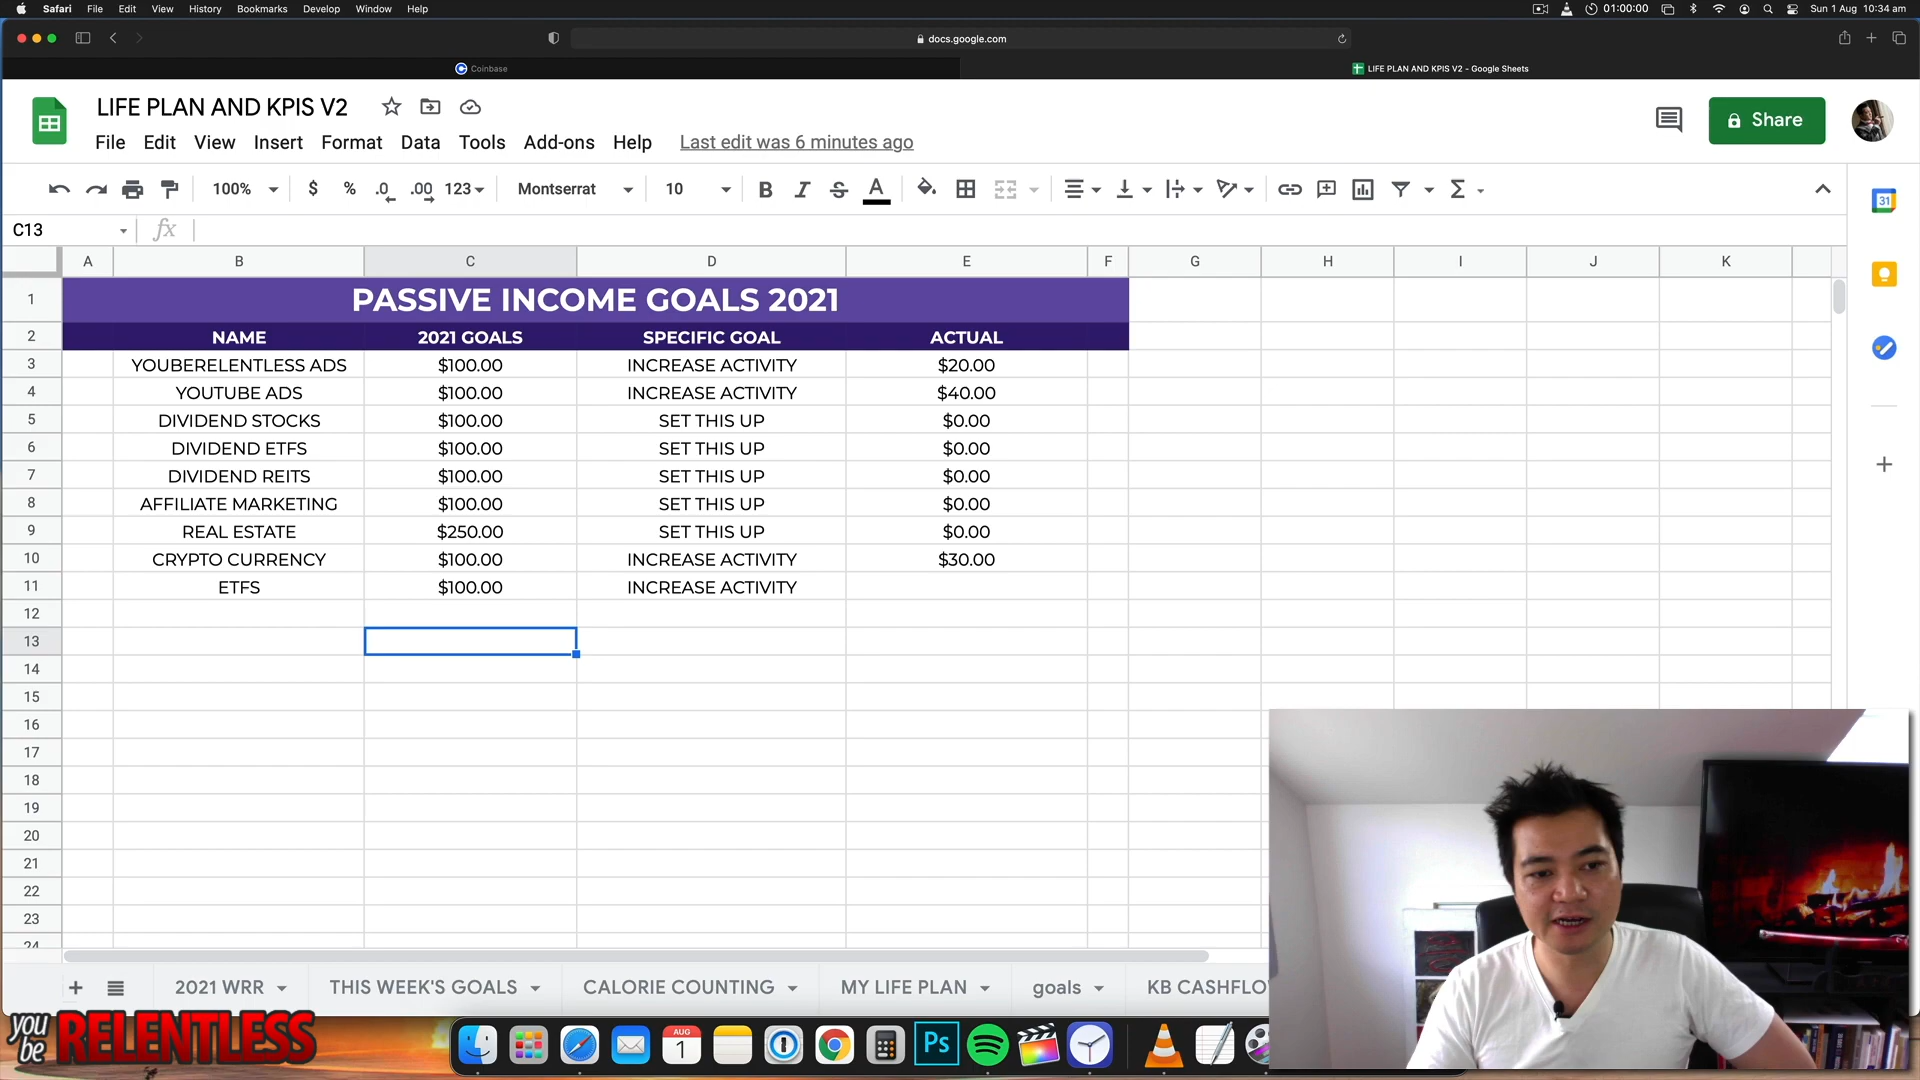 Safari File Edit View History Bookmarks Develop Window Help 01:00:00 Sun 1 Aug 10:34 am
docs.google.com
Coinbase LIFE PLAN AND KPIS V2 - Google Sheets
LIFE PLAN AND KPIS V2
Share
File Edit View Insert Format Data Tools Add-ons Help Last edit was 6 minutes ago
100% $ % .0 .00 123 Montserrat 10 B I S A Σ
31
C13 fx
A B C D E F G H I J K
1 PASSIVE INCOME GOALS 2021
2 NAME 2021 GOALS SPECIFIC GOAL ACTUAL
3 YOUBERELENTLESS ADS $100.00 INCREASE ACTIVITY $20.00
4 YOUTUBE ADS $100.00 INCREASE ACTIVITY $40.00
5 DIVIDEND STOCKS $100.00 SET THIS UP $0.00
6 DIVIDEND ETFS $100.00 SET THIS UP $0.00
7 DIVIDEND REITS $100.00 SET THIS UP $0.00
8 AFFILIATE MARKETING $100.00 SET THIS UP $0.00
9 REAL ESTATE $250.00 SET THIS UP $0.00
10 CRYPTO CURRENCY $100.00 INCREASE ACTIVITY $30.00
11 ETFS $100.00 INCREASE ACTIVITY
12
13
14
15
16
17
18
19
20
21
22
23
24
2021 WRR THIS WEEK'S GOALS CALORIE COUNTING MY LIFE PLAN goals KB CASHFLO
you be RELENTLESS
AUG
1
Ps